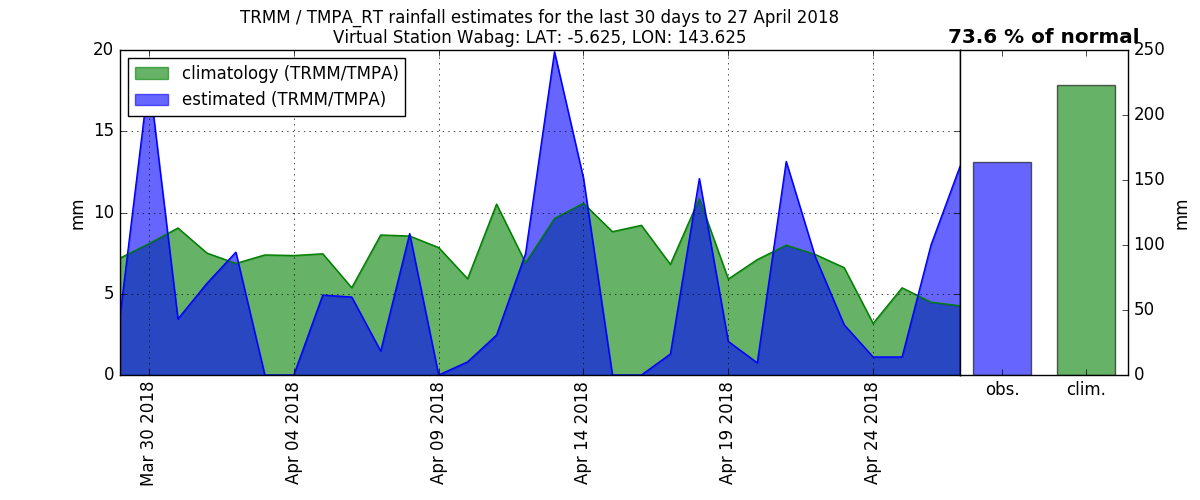 TRMM / TMPA_RT rainfall estimates for the last 30 days to 27 April 2018
Virtual Station Wabag: LAT: -5.625, LON: 143.625
73.6 % of normal
climatology (TRMM/TMPA)
estimated (TRMM/TMPA)
20
15
10
5
0
mm
Mar 30 2018
Apr 04 2018
Apr 09 2018
Apr 14 2018
Apr 19 2018
Apr 24 2018
250
200
150
100
50
0
mm
obs.
clim.